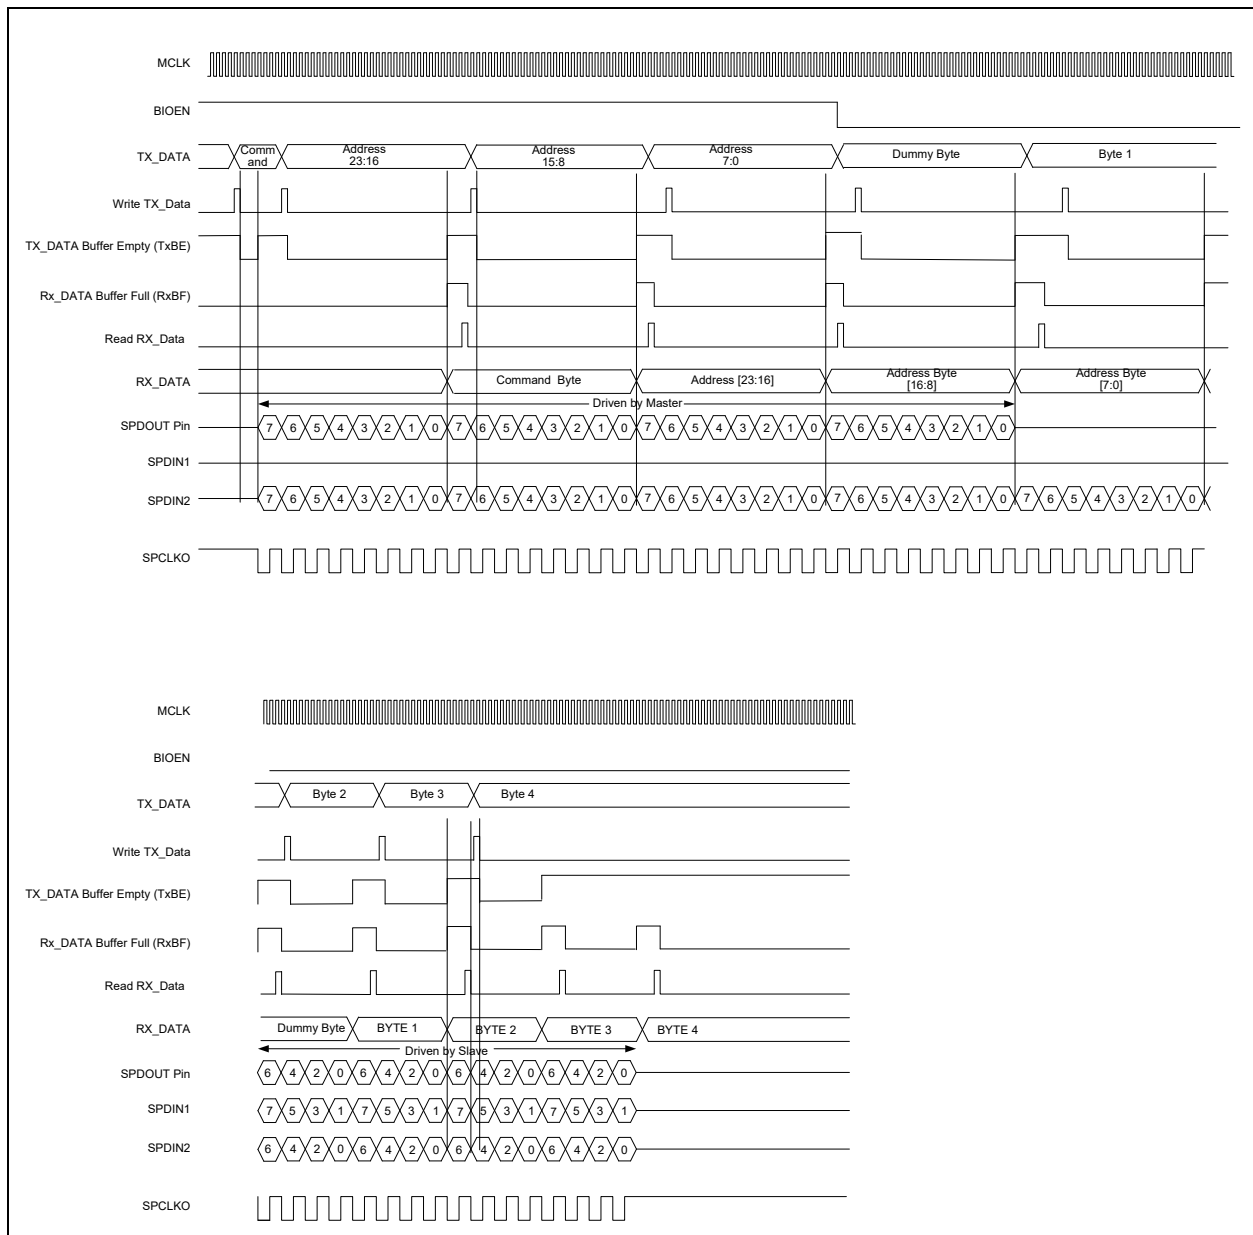 MCLK
BIOEN
TX_DATA
Comm
and
Address
23:16
Address
15:8
Address
7:0
Dummy Byte
Byte 1
Write TX_Data
TX_DATA Buffer Empty (TxBE)
Rx_DATA Buffer Full (RxBF)
Read RX_Data
RX_DATA
Command Byte
Address [23:16]
Address Byte
[16:8]
Address Byte
[7:0]
Driven by Master
SPDOUT Pin
7 6 5 4 3 2 1 0 7 6 5 4 3 2 1 0 7 6 5 4 3 2 1 0 7 6 5 4 3 2 1 0
SPDIN1
SPDIN2
7 6 5 4 3 2 1 0 7 6 5 4 3 2 1 0 7 6 5 4 3 2 1 0 7 6 5 4 3 2 1 0 7 6 5 4 3 2 1 0
SPCLKO
MCLK
BIOEN
TX_DATA
Byte 2
Byte 3
Byte 4
Write TX_Data
TX_DATA Buffer Empty (TxBE)
Rx_DATA Buffer Full (RxBF)
Read RX_Data
RX_DATA
Dummy Byte
BYTE 1
BYTE 2
BYTE 3
BYTE 4
Driven by Slave
SPDOUT Pin
6 4 2 0 6 4 2 0 6 4 2 0 6 4 2 0
SPDIN1
7 5 3 1 7 5 3 1 7 5 3 1 7 5 3 1
SPDIN2
6 4 2 0 6 4 2 0 6 4 2 0 6 4 2 0
SPCLKO